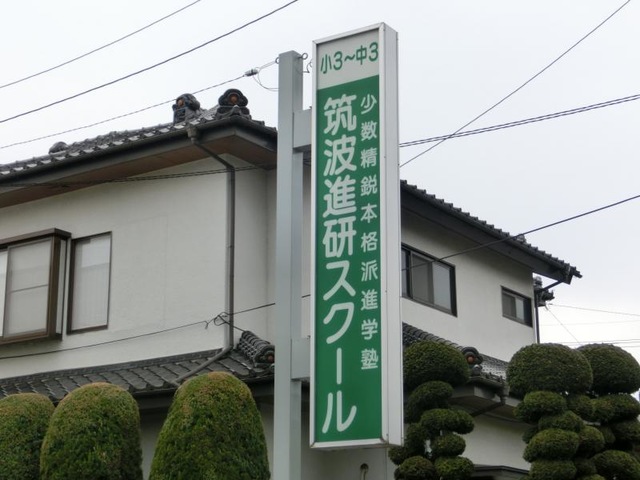 小3～中3
少数精鋭本格派進学塾
筑波進研スクール